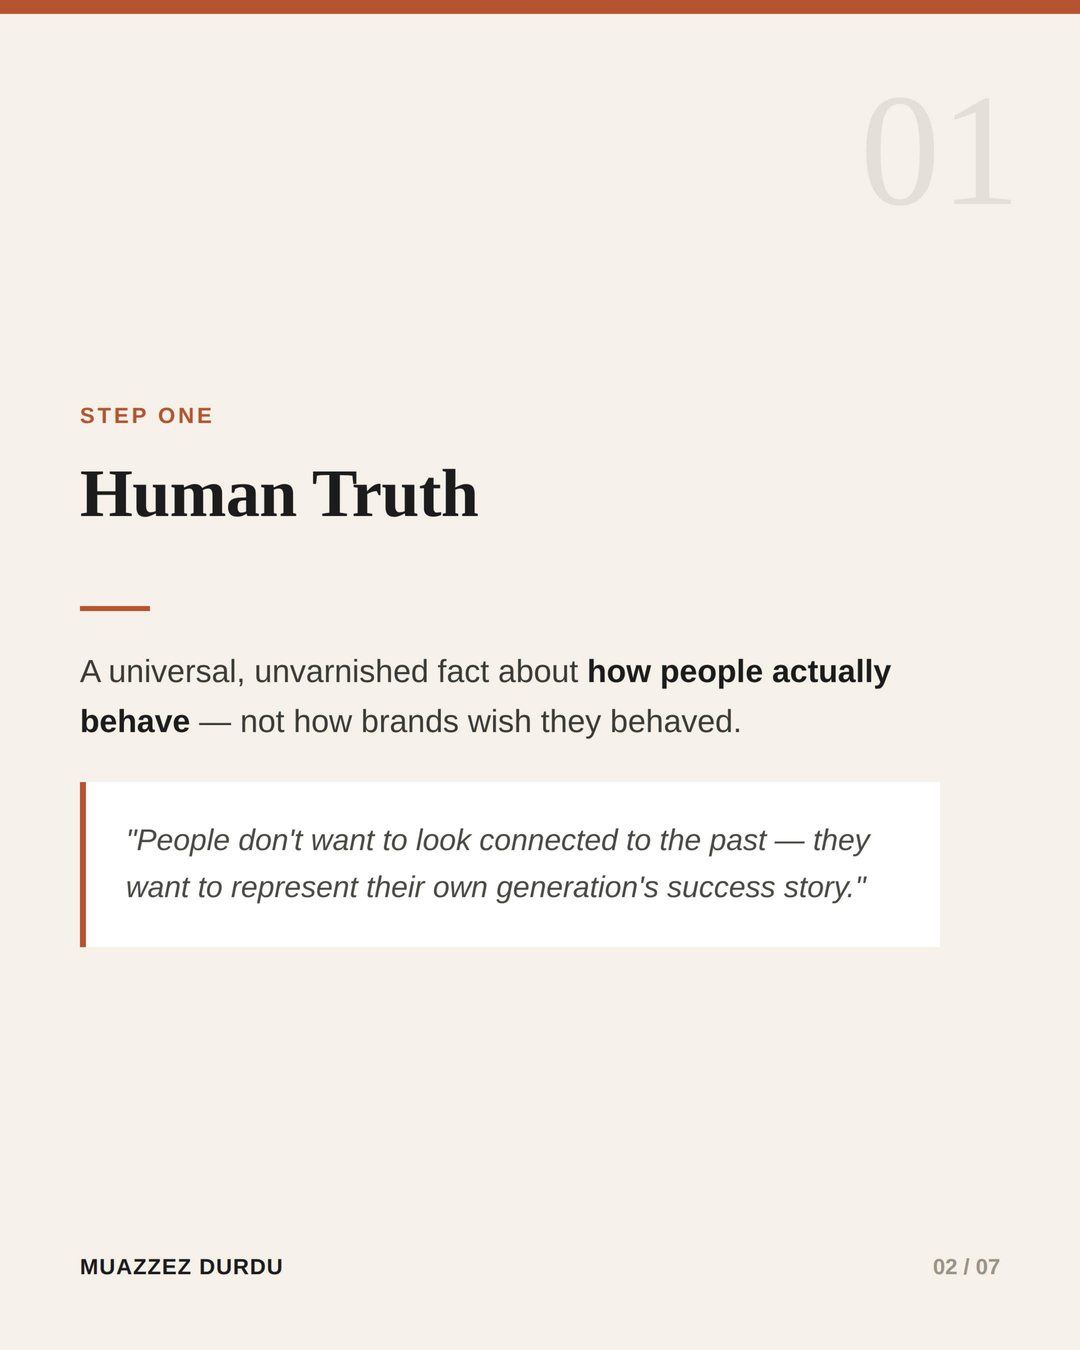 01
STEP ONE
Human Truth
A universal, unvarnished fact about how people actually
behave — not how brands wish they behaved.
"People don't want to look connected to the past — they
want to represent their own generation's success story."
MUAZZEZ DURDU
02 / 07